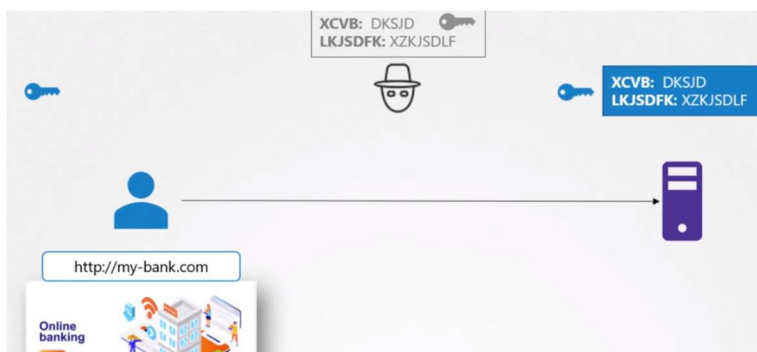 XCVB: DKSJD
LKJSDFK: XZKJSDLF
XCVB: DKSJD
LKJSDFK: XZKJSDLF
http://my-bank.com
Online
banking